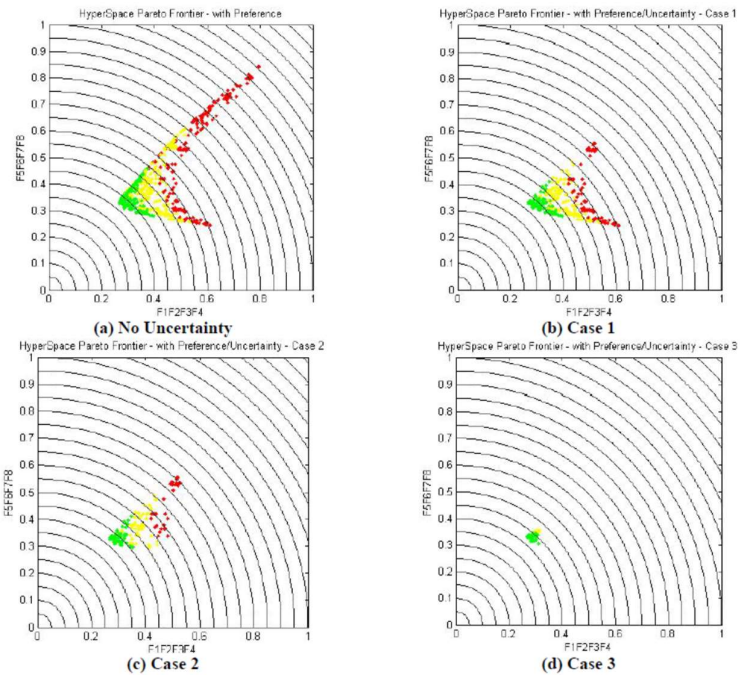 HyperSpace Pareto Frontier - with Preference
1
0.9
0.8
0.7
0.6
0.5
0.4
0.3
0.2
0.1
0
F5F6F7F8
0 0.2 0.4 0.6 0.8 1
F1F2F3F4
(a) No Uncertainty
HyperSpace Pareto Frontier - with Preference/Uncertainty - Case 1
1
0.9
0.8
0.7
0.6
0.5
0.4
0.3
0.2
0.1
0
F5F6F7F8
0 0.2 0.4 0.6 0.8 1
F1F2F3F4
(b) Case 1
HyperSpace Pareto Frontier - with Preference/Uncertainty - Case 2
1
0.9
0.8
0.7
0.6
0.5
0.4
0.3
0.2
0.1
0
F5F6F7F8
0 0.2 0.4 0.6 0.8 1
F1F2F3F4
(c) Case 2
HyperSpace Pareto Frontier - with Preference/Uncertainty - Case 3
1
0.9
0.8
0.7
0.6
0.5
0.4
0.3
0.2
0.1
0
F5F6F7F8
0 0.2 0.4 0.6 0.8 1
F1F2F3F4
(d) Case 3